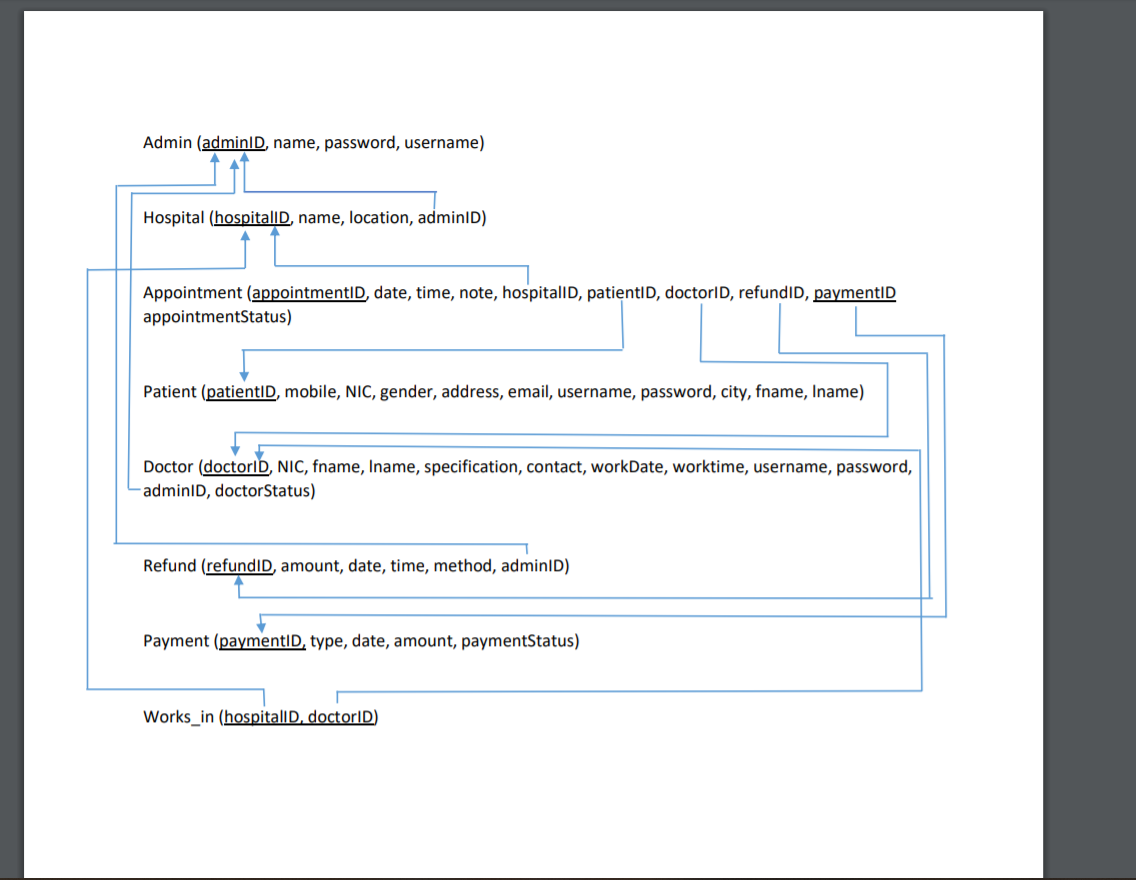 Admin (adminID, name, password, username)
Hospital (hospitalID, name, location, adminID)
Appointment (appointmentID, date, time, note, hospitalID, patientID, doctorID, refundID, paymentID
appointmentStatus)
Patient (patientID, mobile, NIC, gender, address, email, username, password, city, fname, lname)
Doctor (doctorID, NIC, fname, lname, specification, contact, workDate, worktime, username, password,
adminID, doctorStatus)
Refund (refundID, amount, date, time, method, adminID)
Payment (paymentID, type, date, amount, paymentStatus)
Works_in (hospitalID, doctorID)